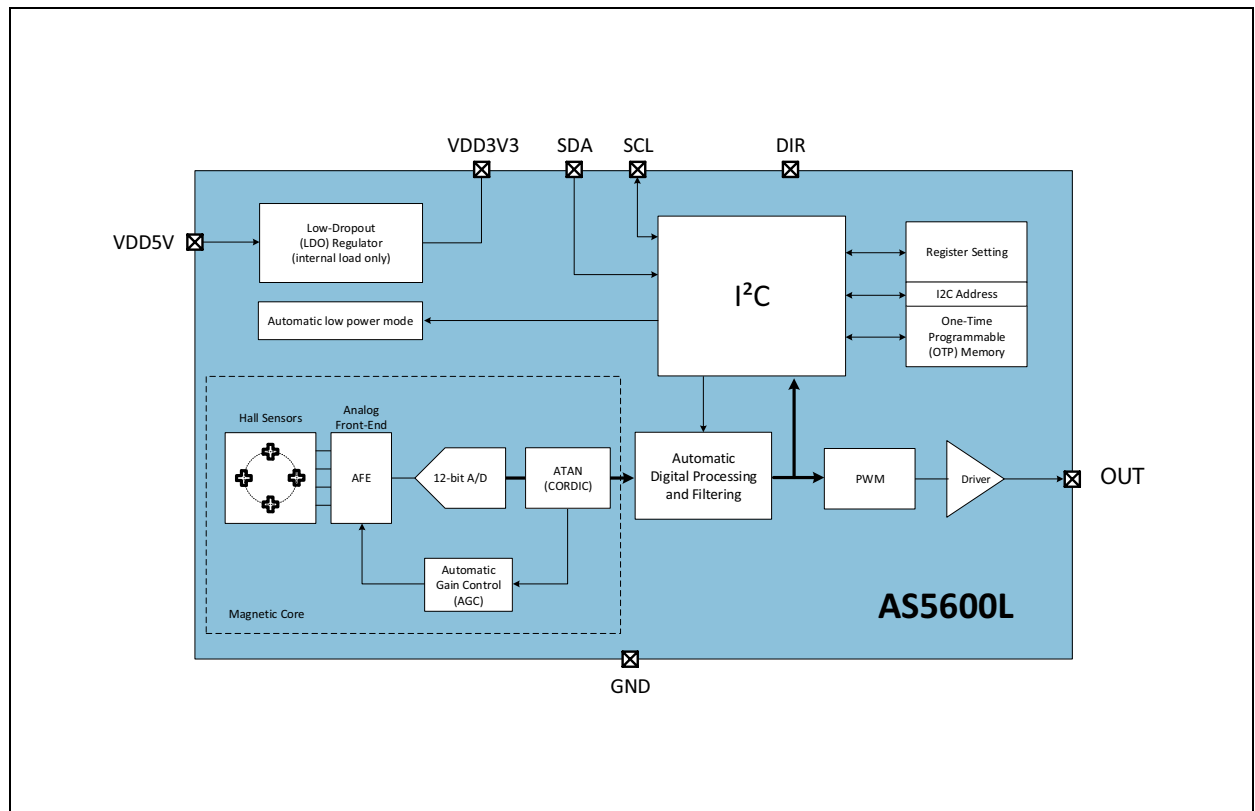 VDD3V3
SDA
SCL
DIR
VDD5V
Low-Dropout
(LDO) Regulator
(internal load only)
I²C
Register Setting
I2C Address
One-Time
Programmable
(OTP) Memory
Automatic low power mode
Hall Sensors
Analog
Front-End
AFE
12-bit A/D
ATAN
(CORDIC)
Automatic
Digital Processing
and Filtering
PWM
Driver
OUT
Automatic
Gain Control
(AGC)
Magnetic Core
AS5600L
GND